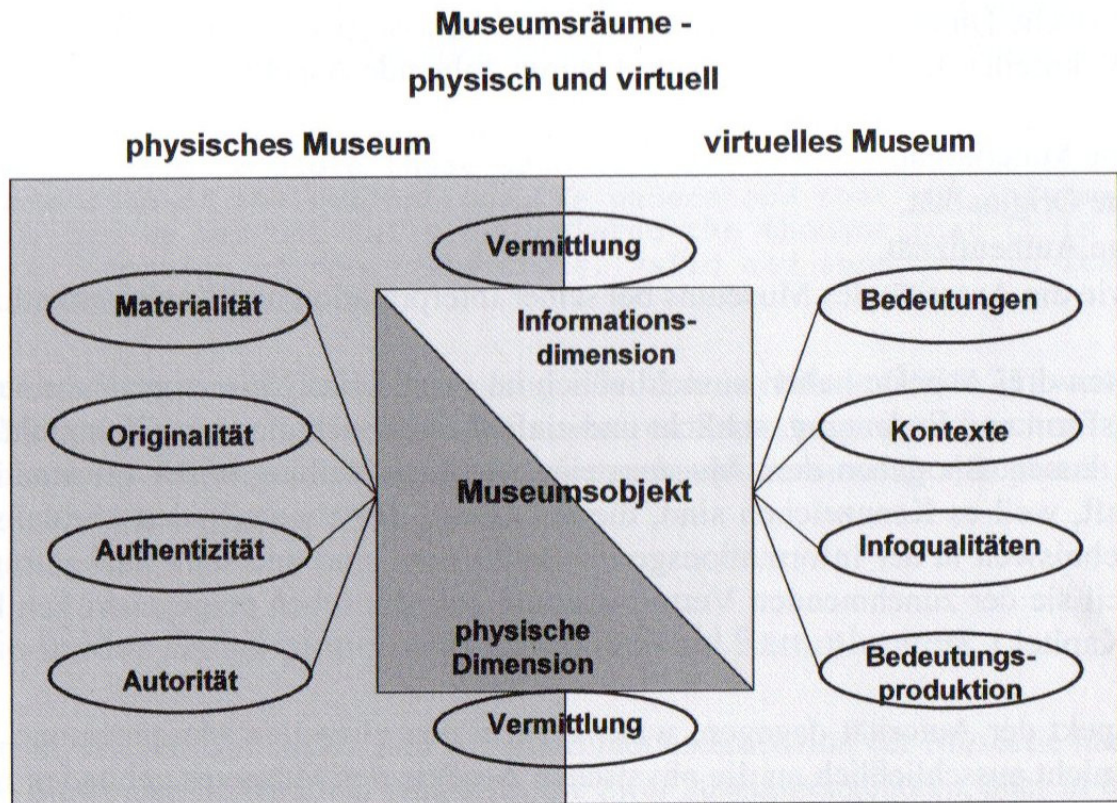 Museumsräume -
physisch und virtuell
physisches Museum
virtuelles Museum
Vermittlung
Materialität
Informations-
dimension
Bedeutungen
Originalität
Kontexte
Museumsobjekt
Authentizität
Infoqualitäten
physische
Dimension
Autorität
Bedeutungs-
produktion
Vermittlung